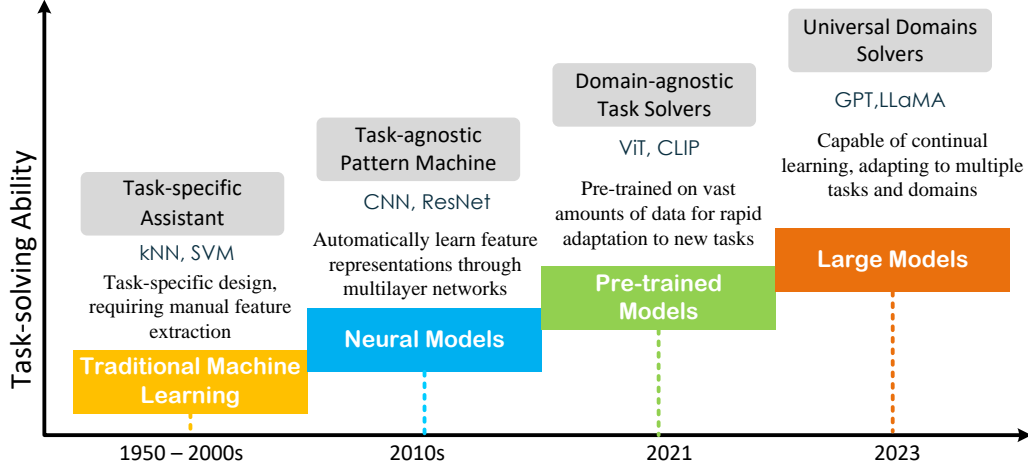 Task-solving Ability
Task-specific
Assistant
kNN, SVM
Task-specific design,
requiring manual feature
extraction
Traditional Machine
Learning
1950 – 2000s
Task-agnostic
Pattern Machine
CNN, ResNet
Automatically learn feature
representations through
multilayer networks
Neural Models
2010s
Domain-agnostic
Task Solvers
ViT, CLIP
Pre-trained on vast
amounts of data for rapid
adaptation to new tasks
Pre-trained
Models
2021
Universal Domains
Solvers
GPT,LLaMA
Capable of continual
learning, adapting to multiple
tasks and domains
Large Models
2023